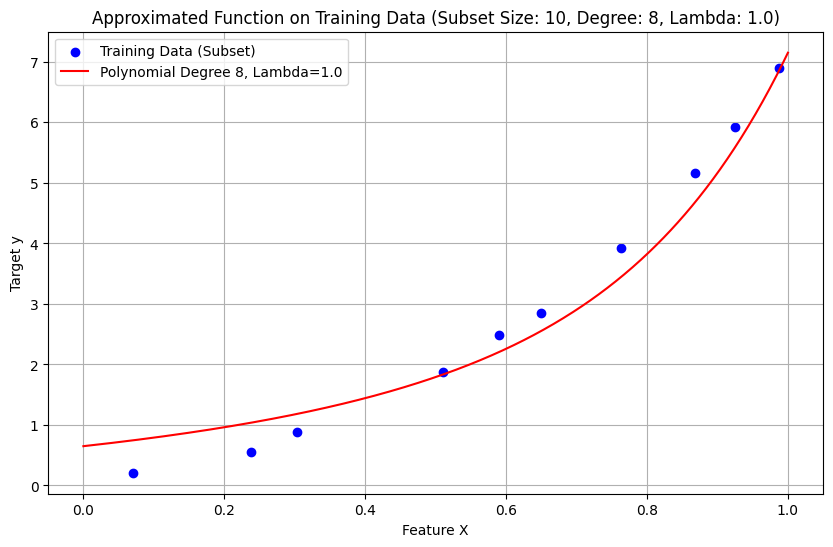 Approximated Function on Training Data (Subset Size: 10, Degree: 8, Lambda: 1.0)
Training Data (Subset)
Polynomial Degree 8, Lambda=1.0
Target y
7
6
5
4
3
2
1
0
0.0 0.2 0.4 0.6 0.8 1.0
Feature X